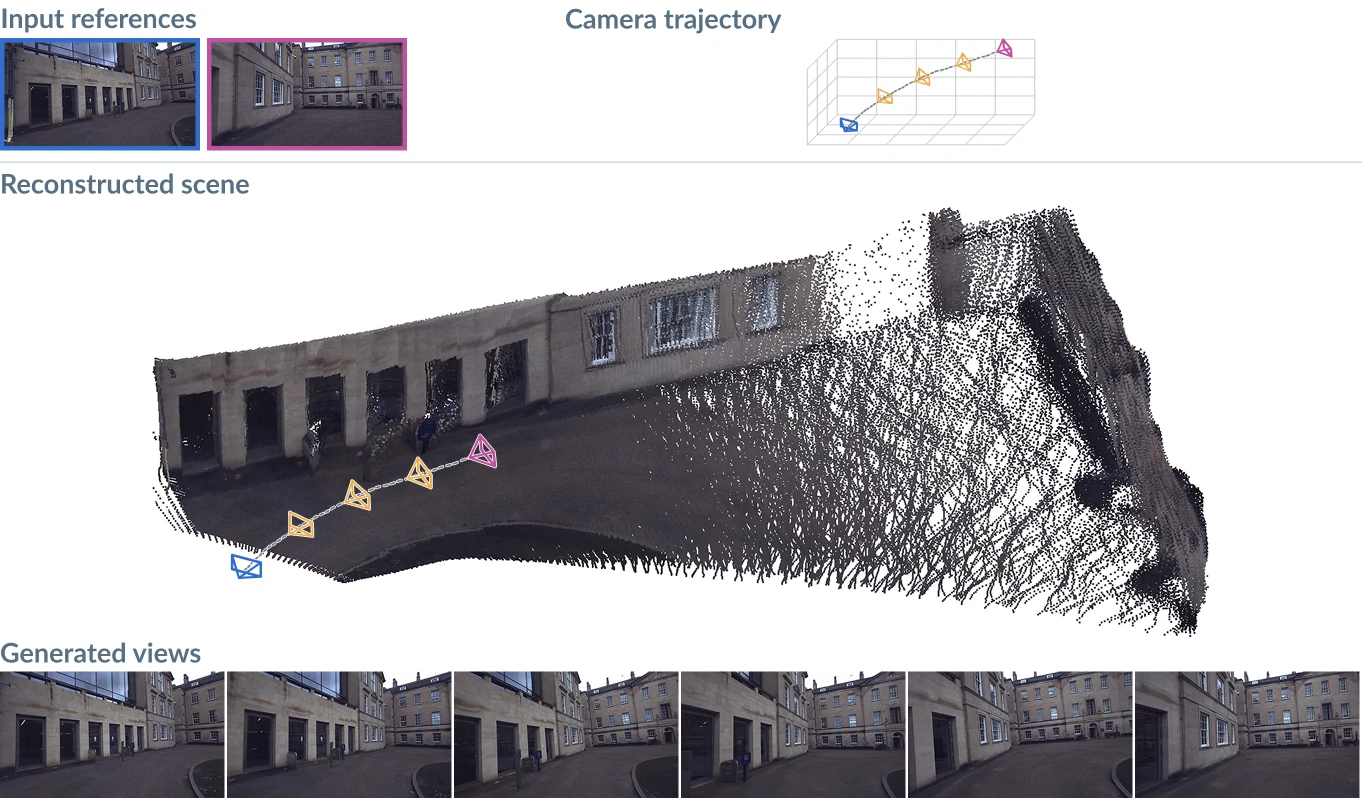 Input references
Camera trajectory
Reconstructed scene
Generated views